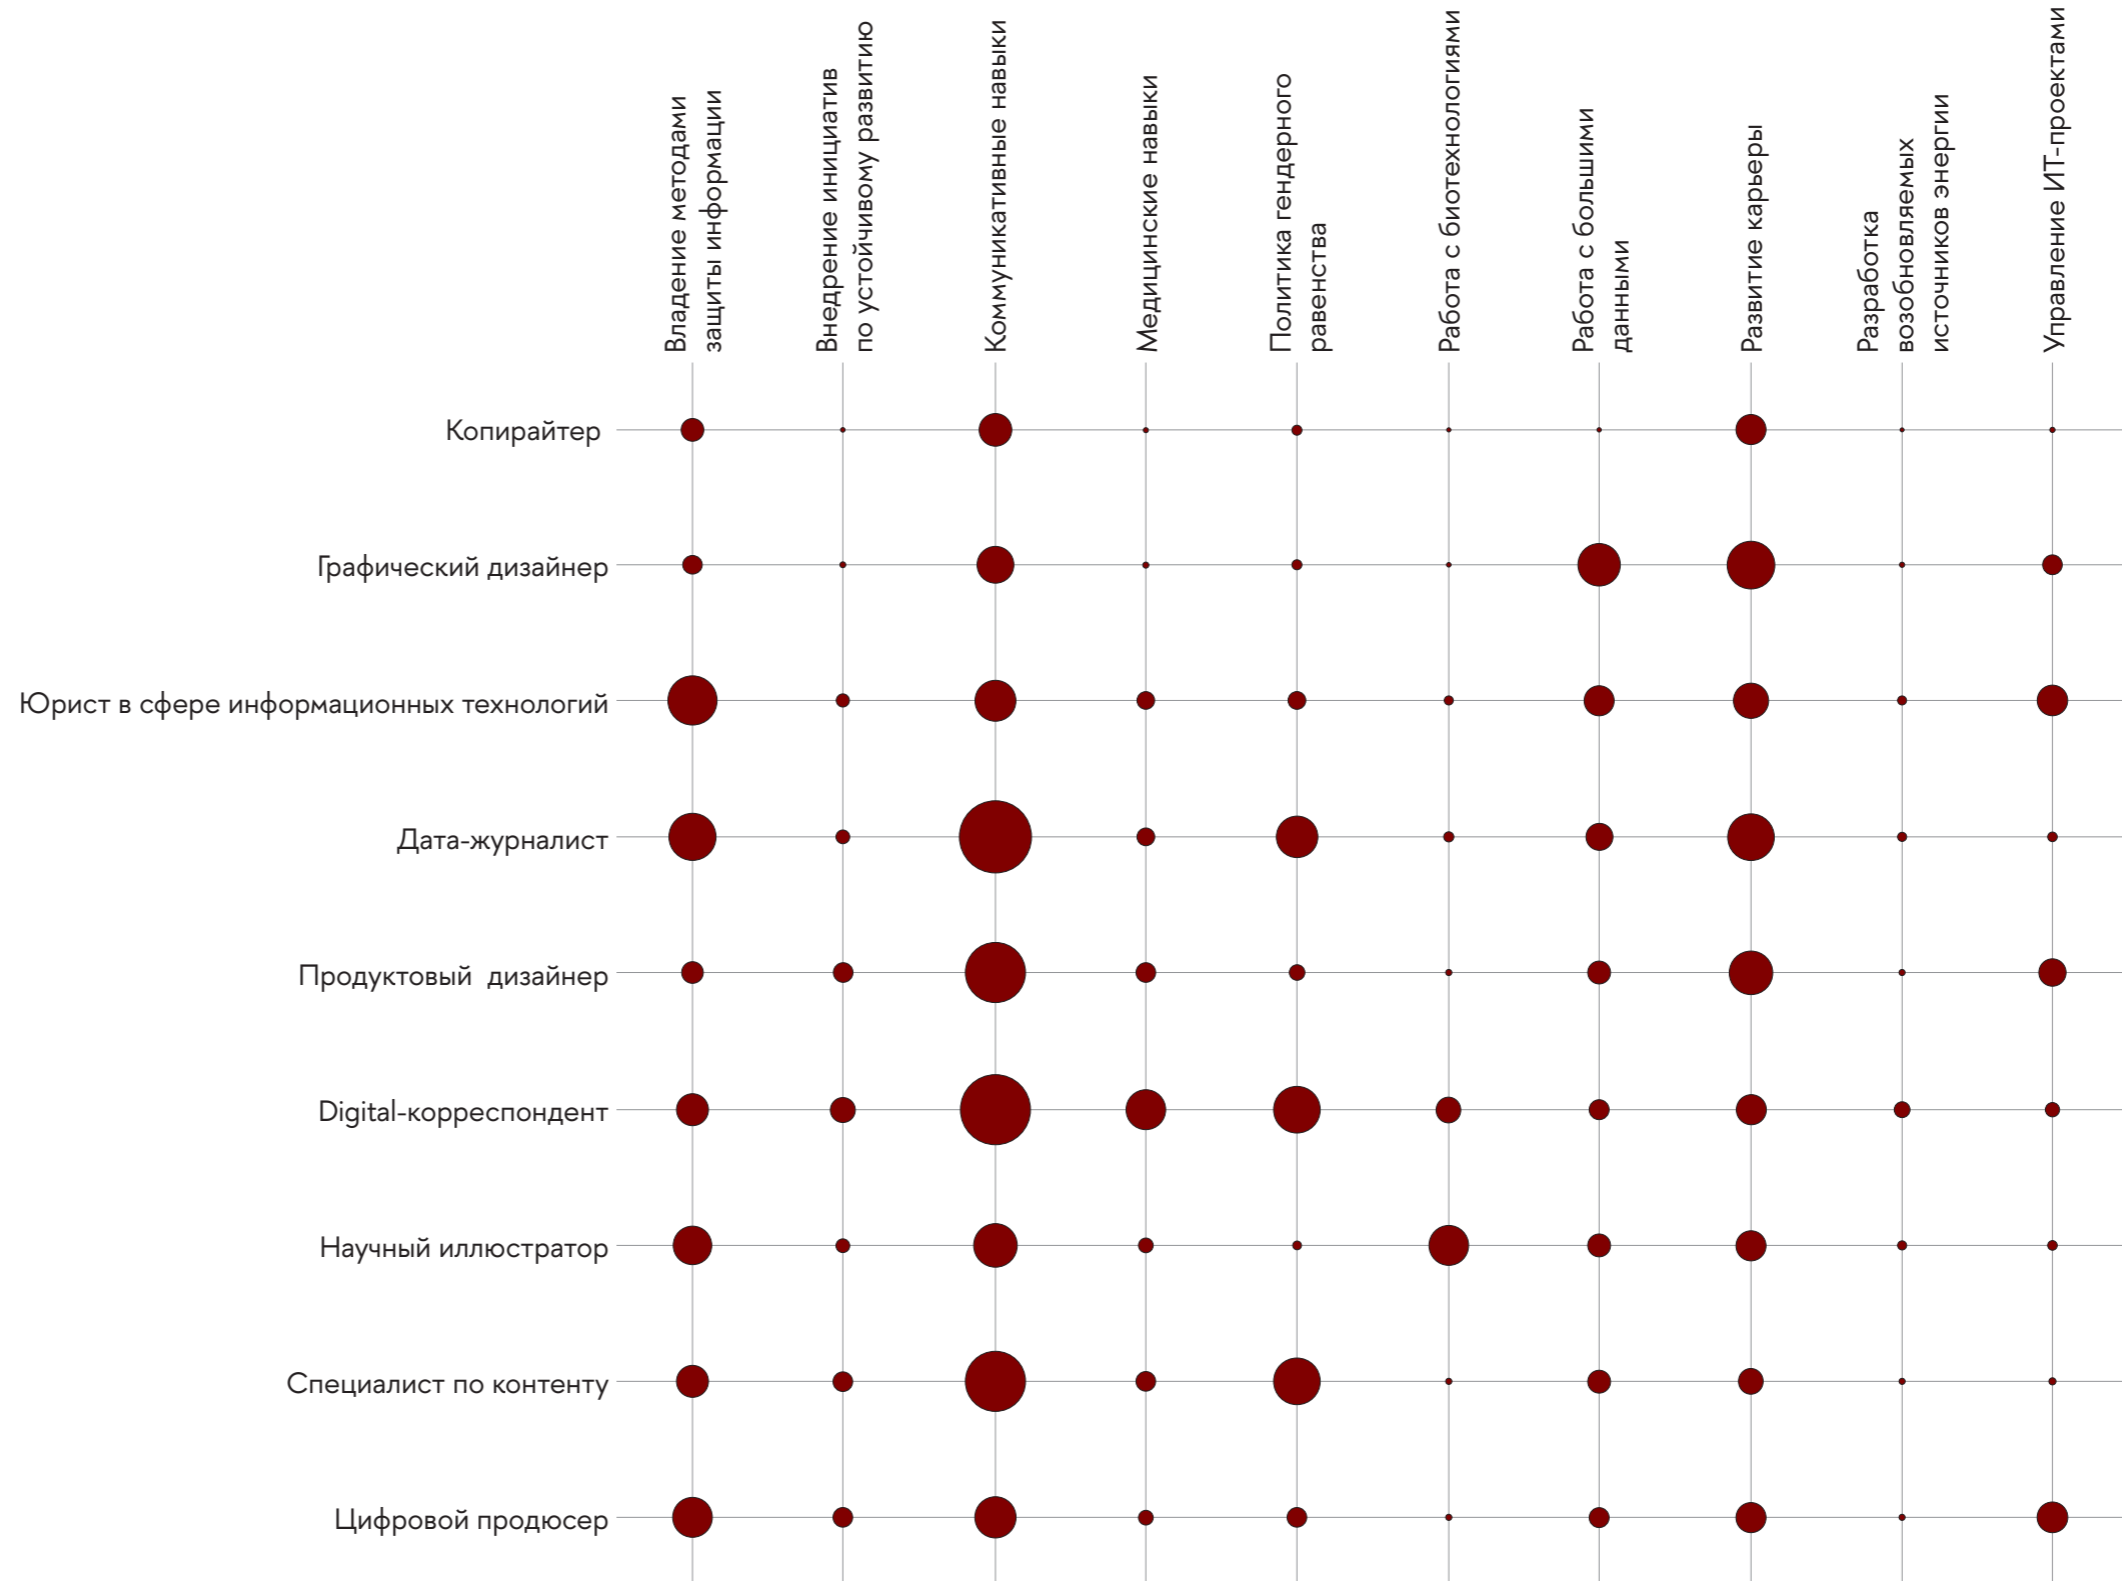 Владение методами
защиты информации
Внедрение инициатив
по устойчивому развитию
Коммуникативные навыки
Медицинские навыки
Политика гендерного
равенства
Работа с биотехнологиями
Работа с большими
данными
Развитие карьеры
Разработка
возобновляемых
источников энергии
Управление ИТ-проектами
Копирайтер
Графический дизайнер
Юрист в сфере информационных технологий
Дата-журналист
Продуктовый дизайнер
Digital-корреспондент
Научный иллюстратор
Специалист по контенту
Цифровой продюсер